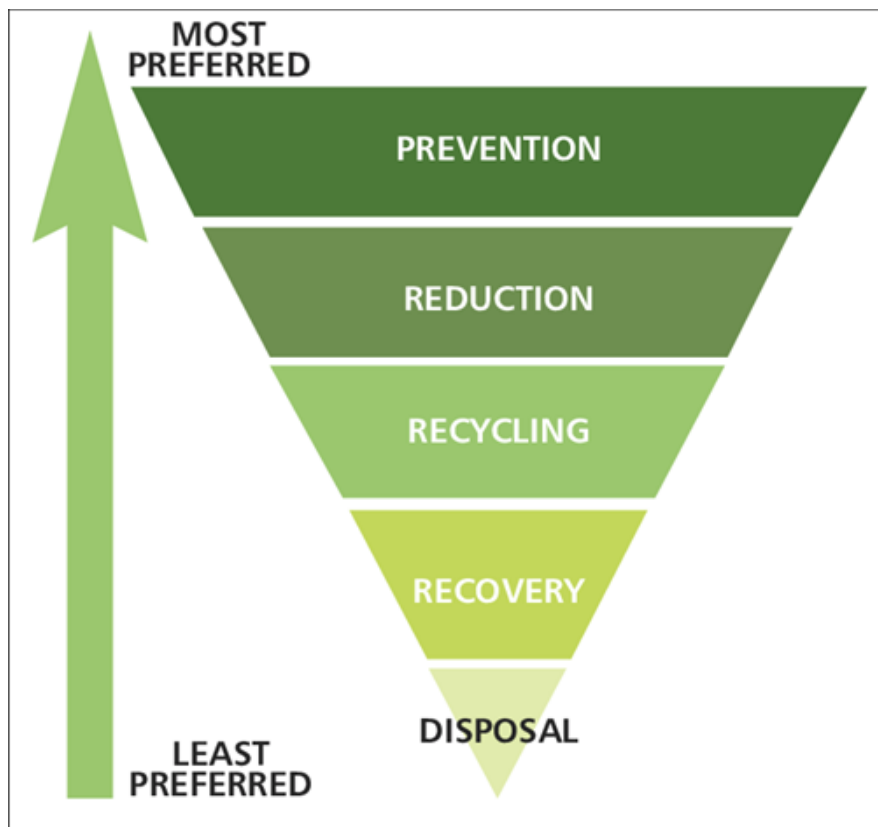 MOST
PREFERRED
PREVENTION
REDUCTION
RECYCLING
RECOVERY
DISPOSAL
LEAST
PREFERRED